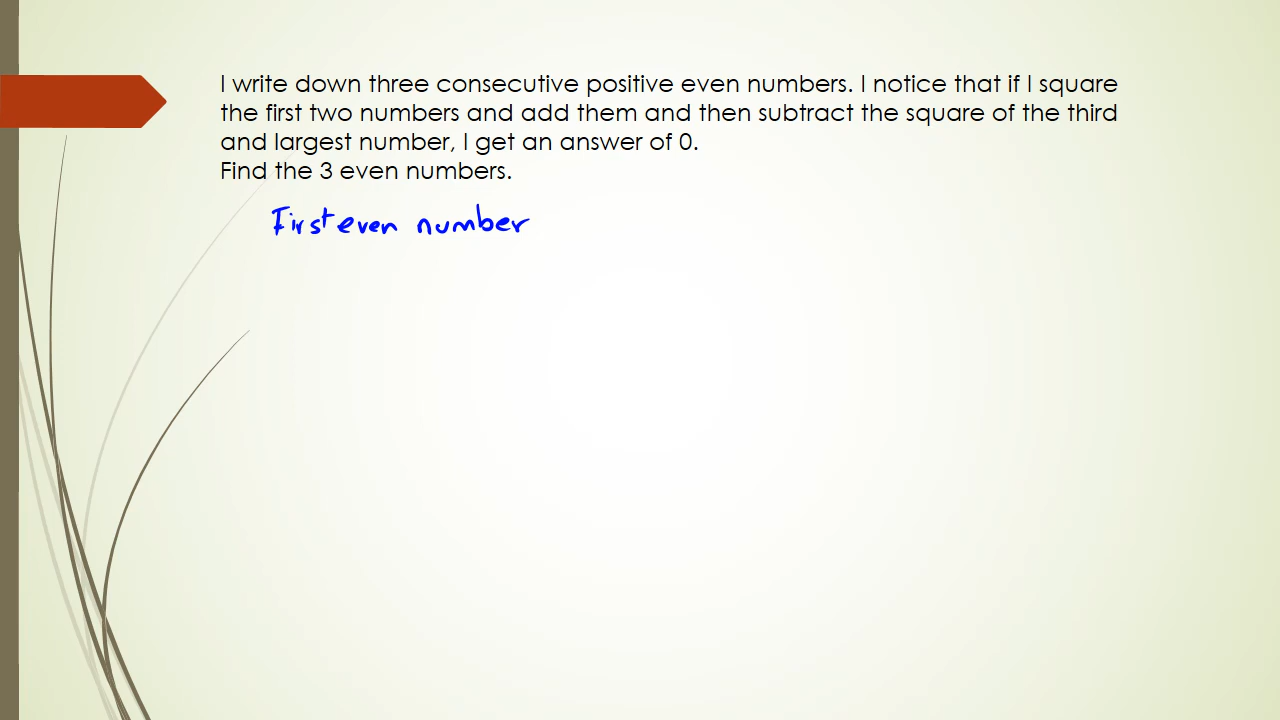 I write down three consecutive positive even numbers. I notice that if I square
the first two numbers and add them and then subtract the square of the third
and largest number, I get an answer of 0.
Find the 3 even numbers.
First even number